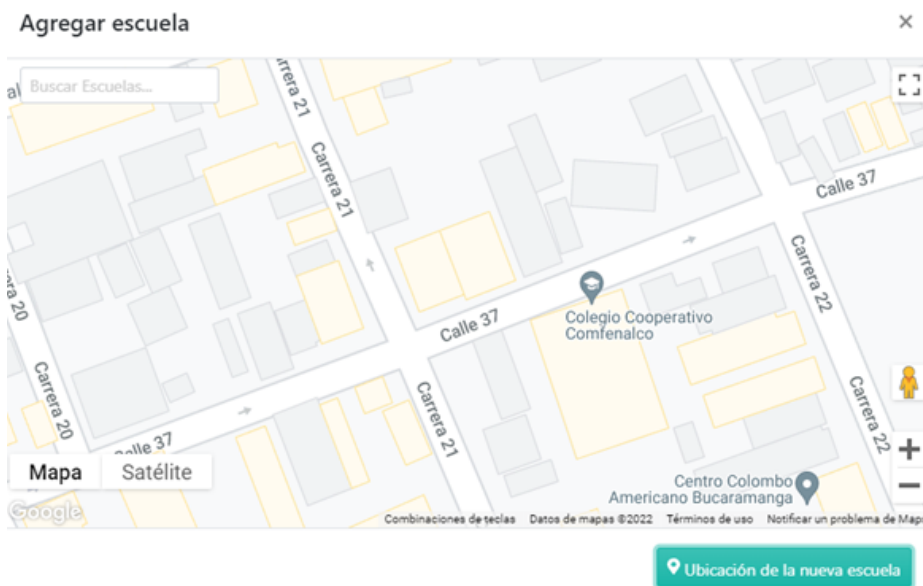 Agregar escuela
×
Buscar Escuelas...
Carrera 21
Carrera 21
Calle 37
Carrera 20
Colegio Cooperativo
Comfenalco
Calle 37
Carrera 22
Carrera 20
Carrera 21
Carrera 22
Calle 37
Mapa
Satélite
Centro Colombo
Americano Bucaramanga
Google
Combinaciones de teclas
Datos de mapas ©2022
Términos de uso
Notificar un problema de Map
Ubicación de la nueva escuela